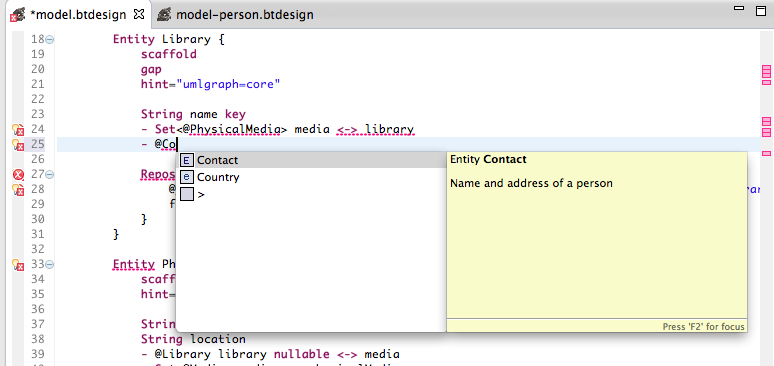 *model.btdesign
model-person.btdesign
18 Entity Library {
19 scaffold
20 gap
21 hint="umlgraph=core"
22
23 String name key
24 - Set<@PhysicalMedia> media <-> library
25 - @Co
26
27 Repos
28 @
29 f
30 }
31 }
32
33 Entity Ph
34 scaff
35 hint=
36
37 Strin
38 String location
39 - @Library library nullable <-> media
E Contact
e Country
>
Entity Contact
Name and address of a person
Press 'F2' for focus